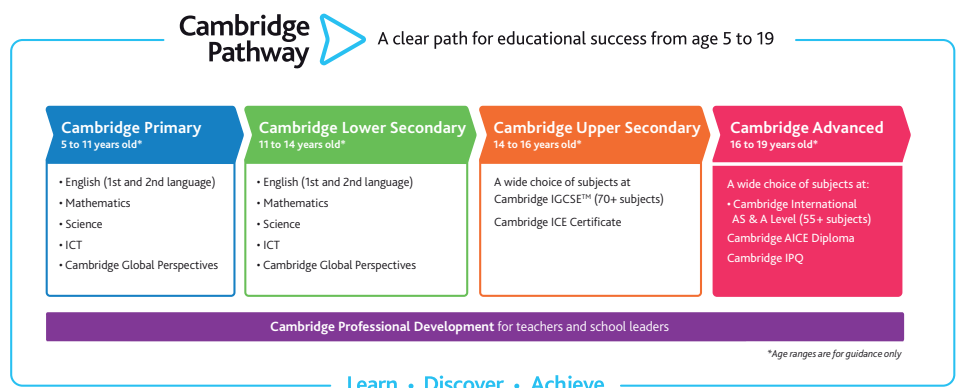 Cambridge
Pathway
A clear path for educational success from age 5 to 19
Cambridge Primary
5 to 11 years old*
• English (1st and 2nd language)
• Mathematics
• Science
• ICT
• Cambridge Global Perspectives
Cambridge Lower Secondary
11 to 14 years old*
• English (1st and 2nd language)
• Mathematics
• Science
• ICT
• Cambridge Global Perspectives
Cambridge Upper Secondary
14 to 16 years old*
A wide choice of subjects at
Cambridge IGCSE™ (70+ subjects)
Cambridge ICE Certificate
Cambridge Advanced
16 to 19 years old*
A wide choice of subjects at:
• Cambridge International
AS & A Level (55+ subjects)
Cambridge AICE Diploma
Cambridge IPQ
Cambridge Professional Development for teachers and school leaders
*Age ranges are for guidance only
Learn • Discover • Achieve